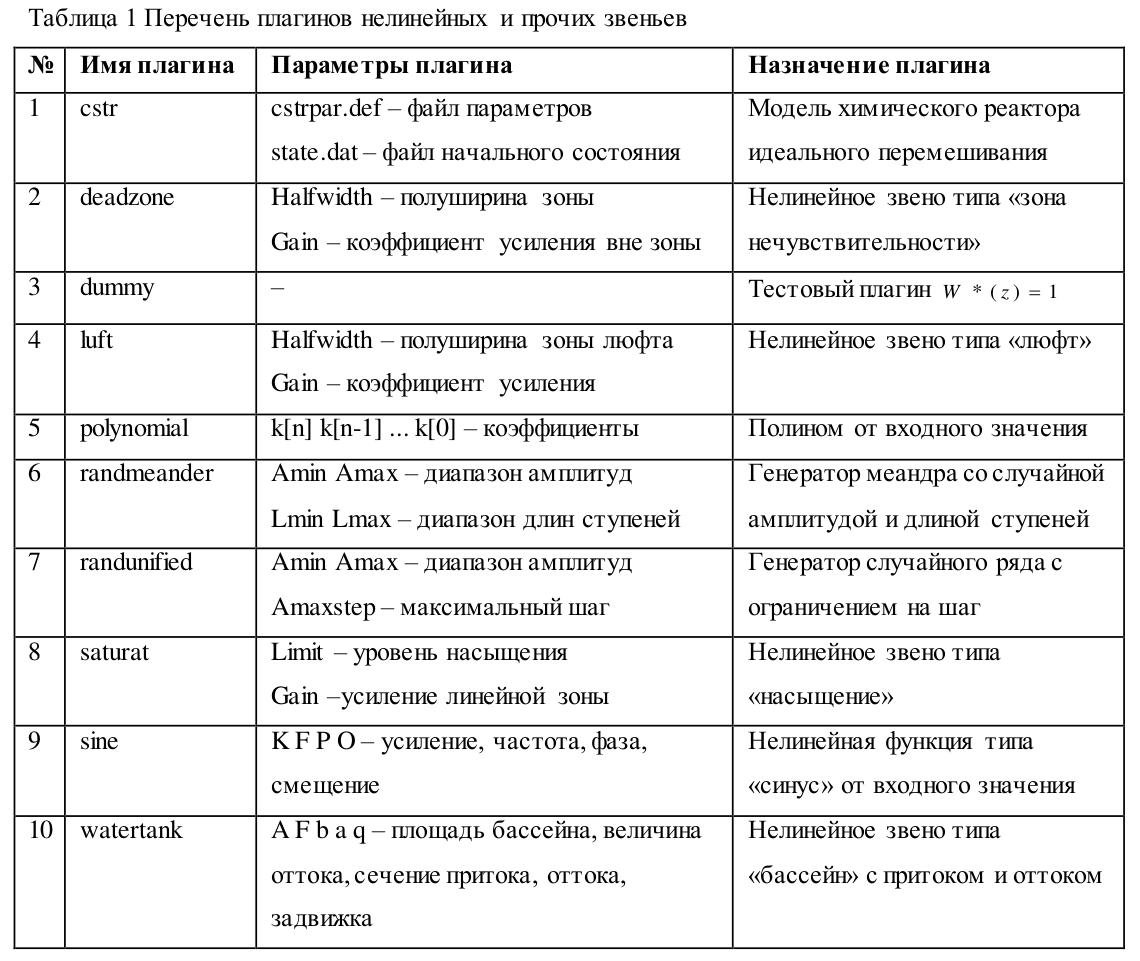 Таблица 1 Перечень плагинов нелинейных и прочих звеньев
№ Имя плагина Параметры плагина Назначение плагина
1 cstr cstrpar.def – файл параметров Модель химического реактора
state.dat – файл начального состояния идеального перемешивания
2 deadzone Halfwidth – полуширина зоны Нелинейное звено типа «зона
Gain – коэффициент усиления вне зоны нечувствительности»
3 dummy – Тестовый плагин W * ( z ) = 1
4 luft Halfwidth – полуширина зоны люфта Нелинейное звено типа «люфт»
Gain – коэффициент усиления
5 polynomial k[n] k[n-1] ... k[0] – коэффициенты Полином от входного значения
6 randmeander Amin Amax – диапазон амплитуд Генератор меандра со случайной
Lmin Lmax – диапазон длин ступеней амплитудой и длиной ступеней
7 randunified Amin Amax – диапазон амплитуд Генератор случайного ряда с
Amaxstep – максимальный шаг ограничением на шаг
8 saturat Limit – уровень насыщения Нелинейное звено типа
Gain –усиление линейной зоны «насыщение»
9 sine K F P O – усиление, частота, фаза, Нелинейная функция типа
смещение «синус» от входного значения
10 watertank A F b a q – площадь бассейна, величина Нелинейное звено типа
оттока, сечение притока, оттока, «бассейн» с притоком и оттоком
задвижка